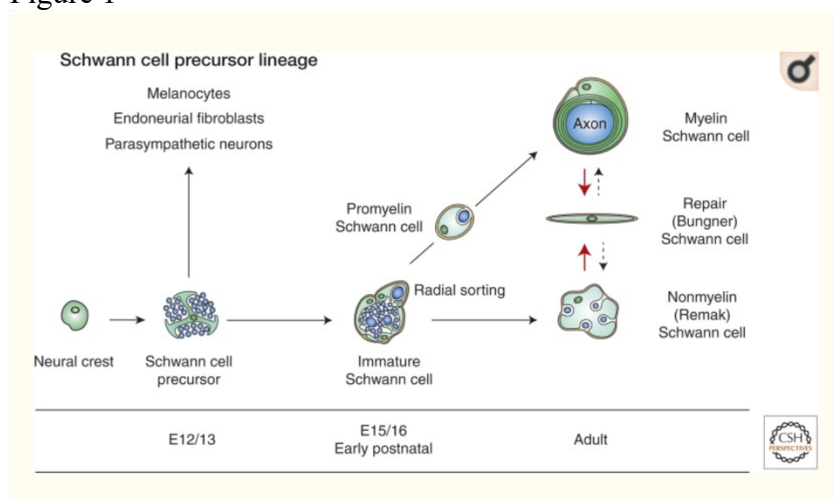 Figure 1
Schwann cell precursor lineage
Melanocytes
Endoneurial fibroblasts
Parasympathetic neurons
Axon
Myelin
Schwann cell
Promyelin
Schwann cell
Repair
(Bungner)
Schwann cell
Radial sorting
Nonmyelin
(Remak)
Schwann cell
Neural crest
Schwann cell
precursor
Immature
Schwann cell
E12/13
E15/16
Early postnatal
Adult
CSH
PERSPECTIVES